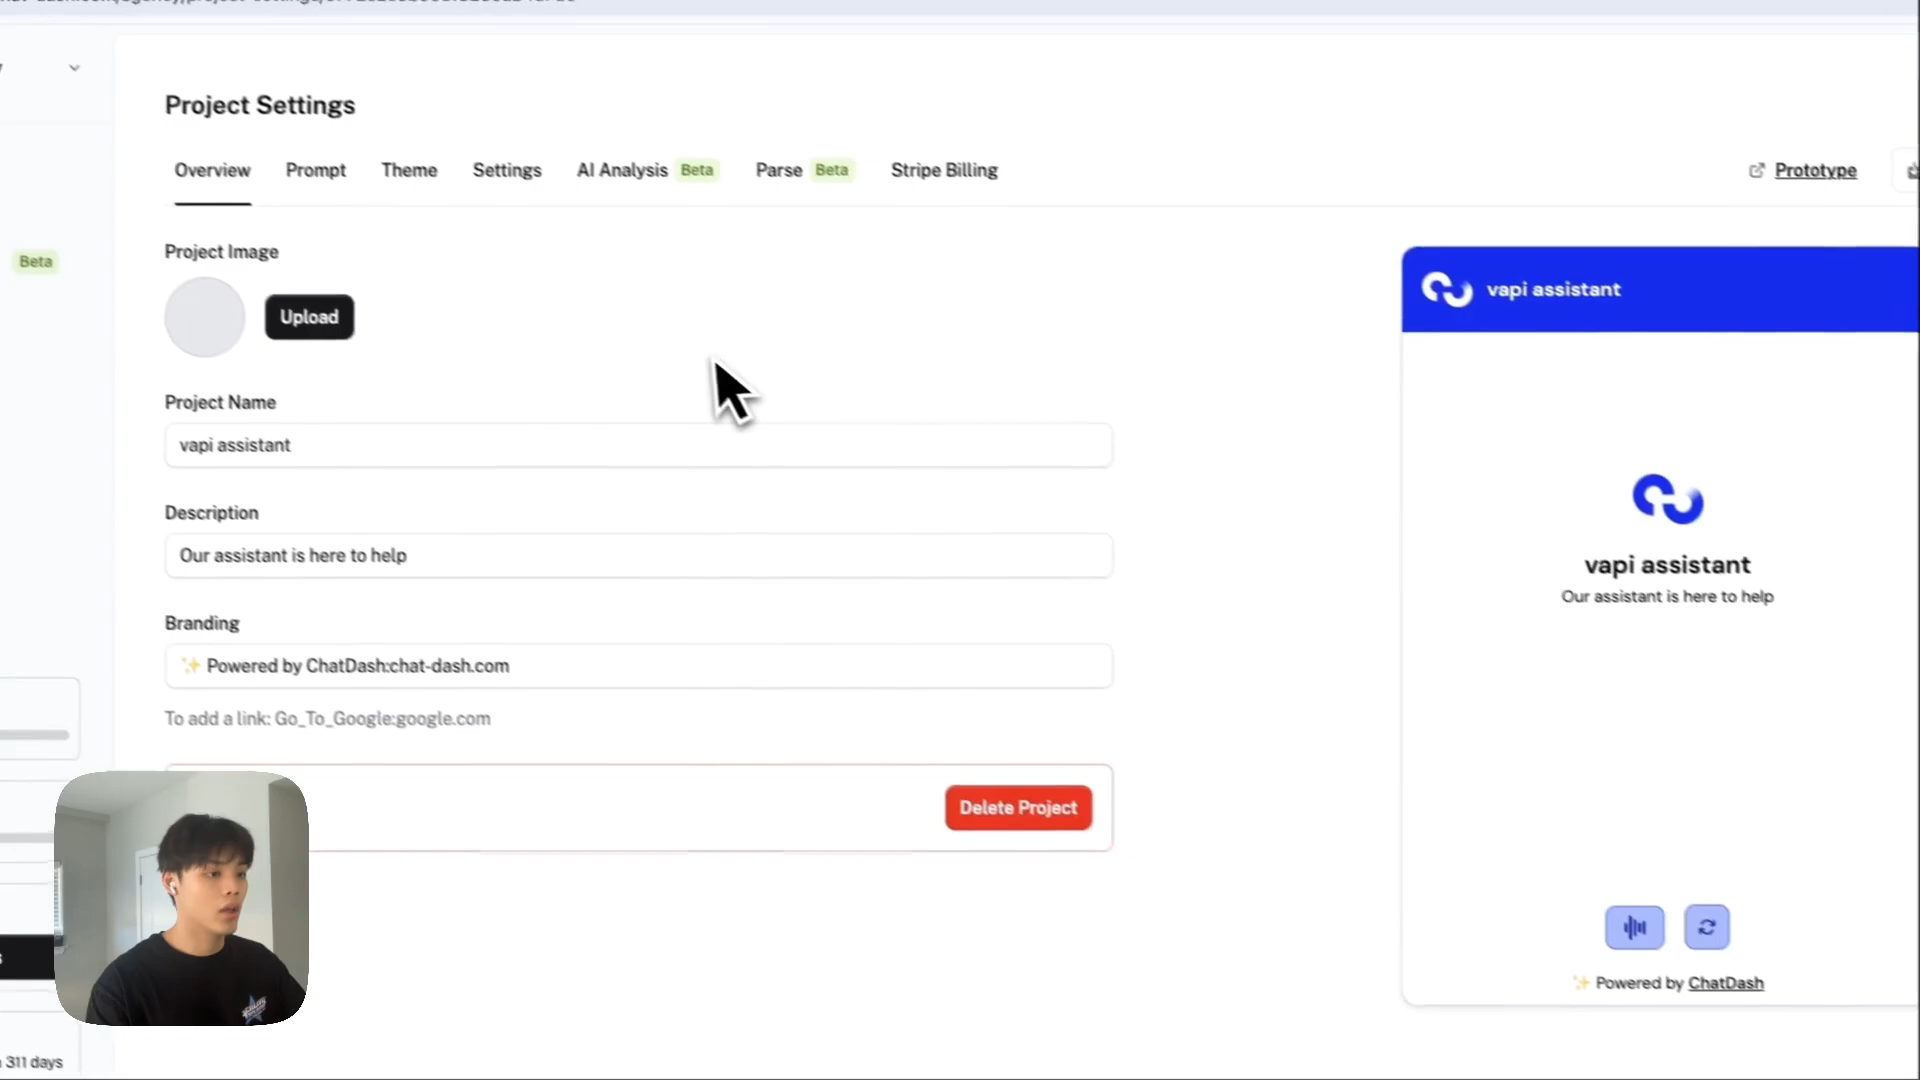 Project Settings
Overview Prompt Theme Settings AI Analysis Beta Parse Beta Stripe Billing Prototype
Beta
Project Image
Upload
vapi assistant
Project Name
vapi assistant
Description
Our assistant is here to help
vapi assistant
Our assistant is here to help
Branding
✨ Powered by ChatDash:chat-dash.com
To add a link: Go_To_Google:google.com
Delete Project
✨ Powered by ChatDash
311 days